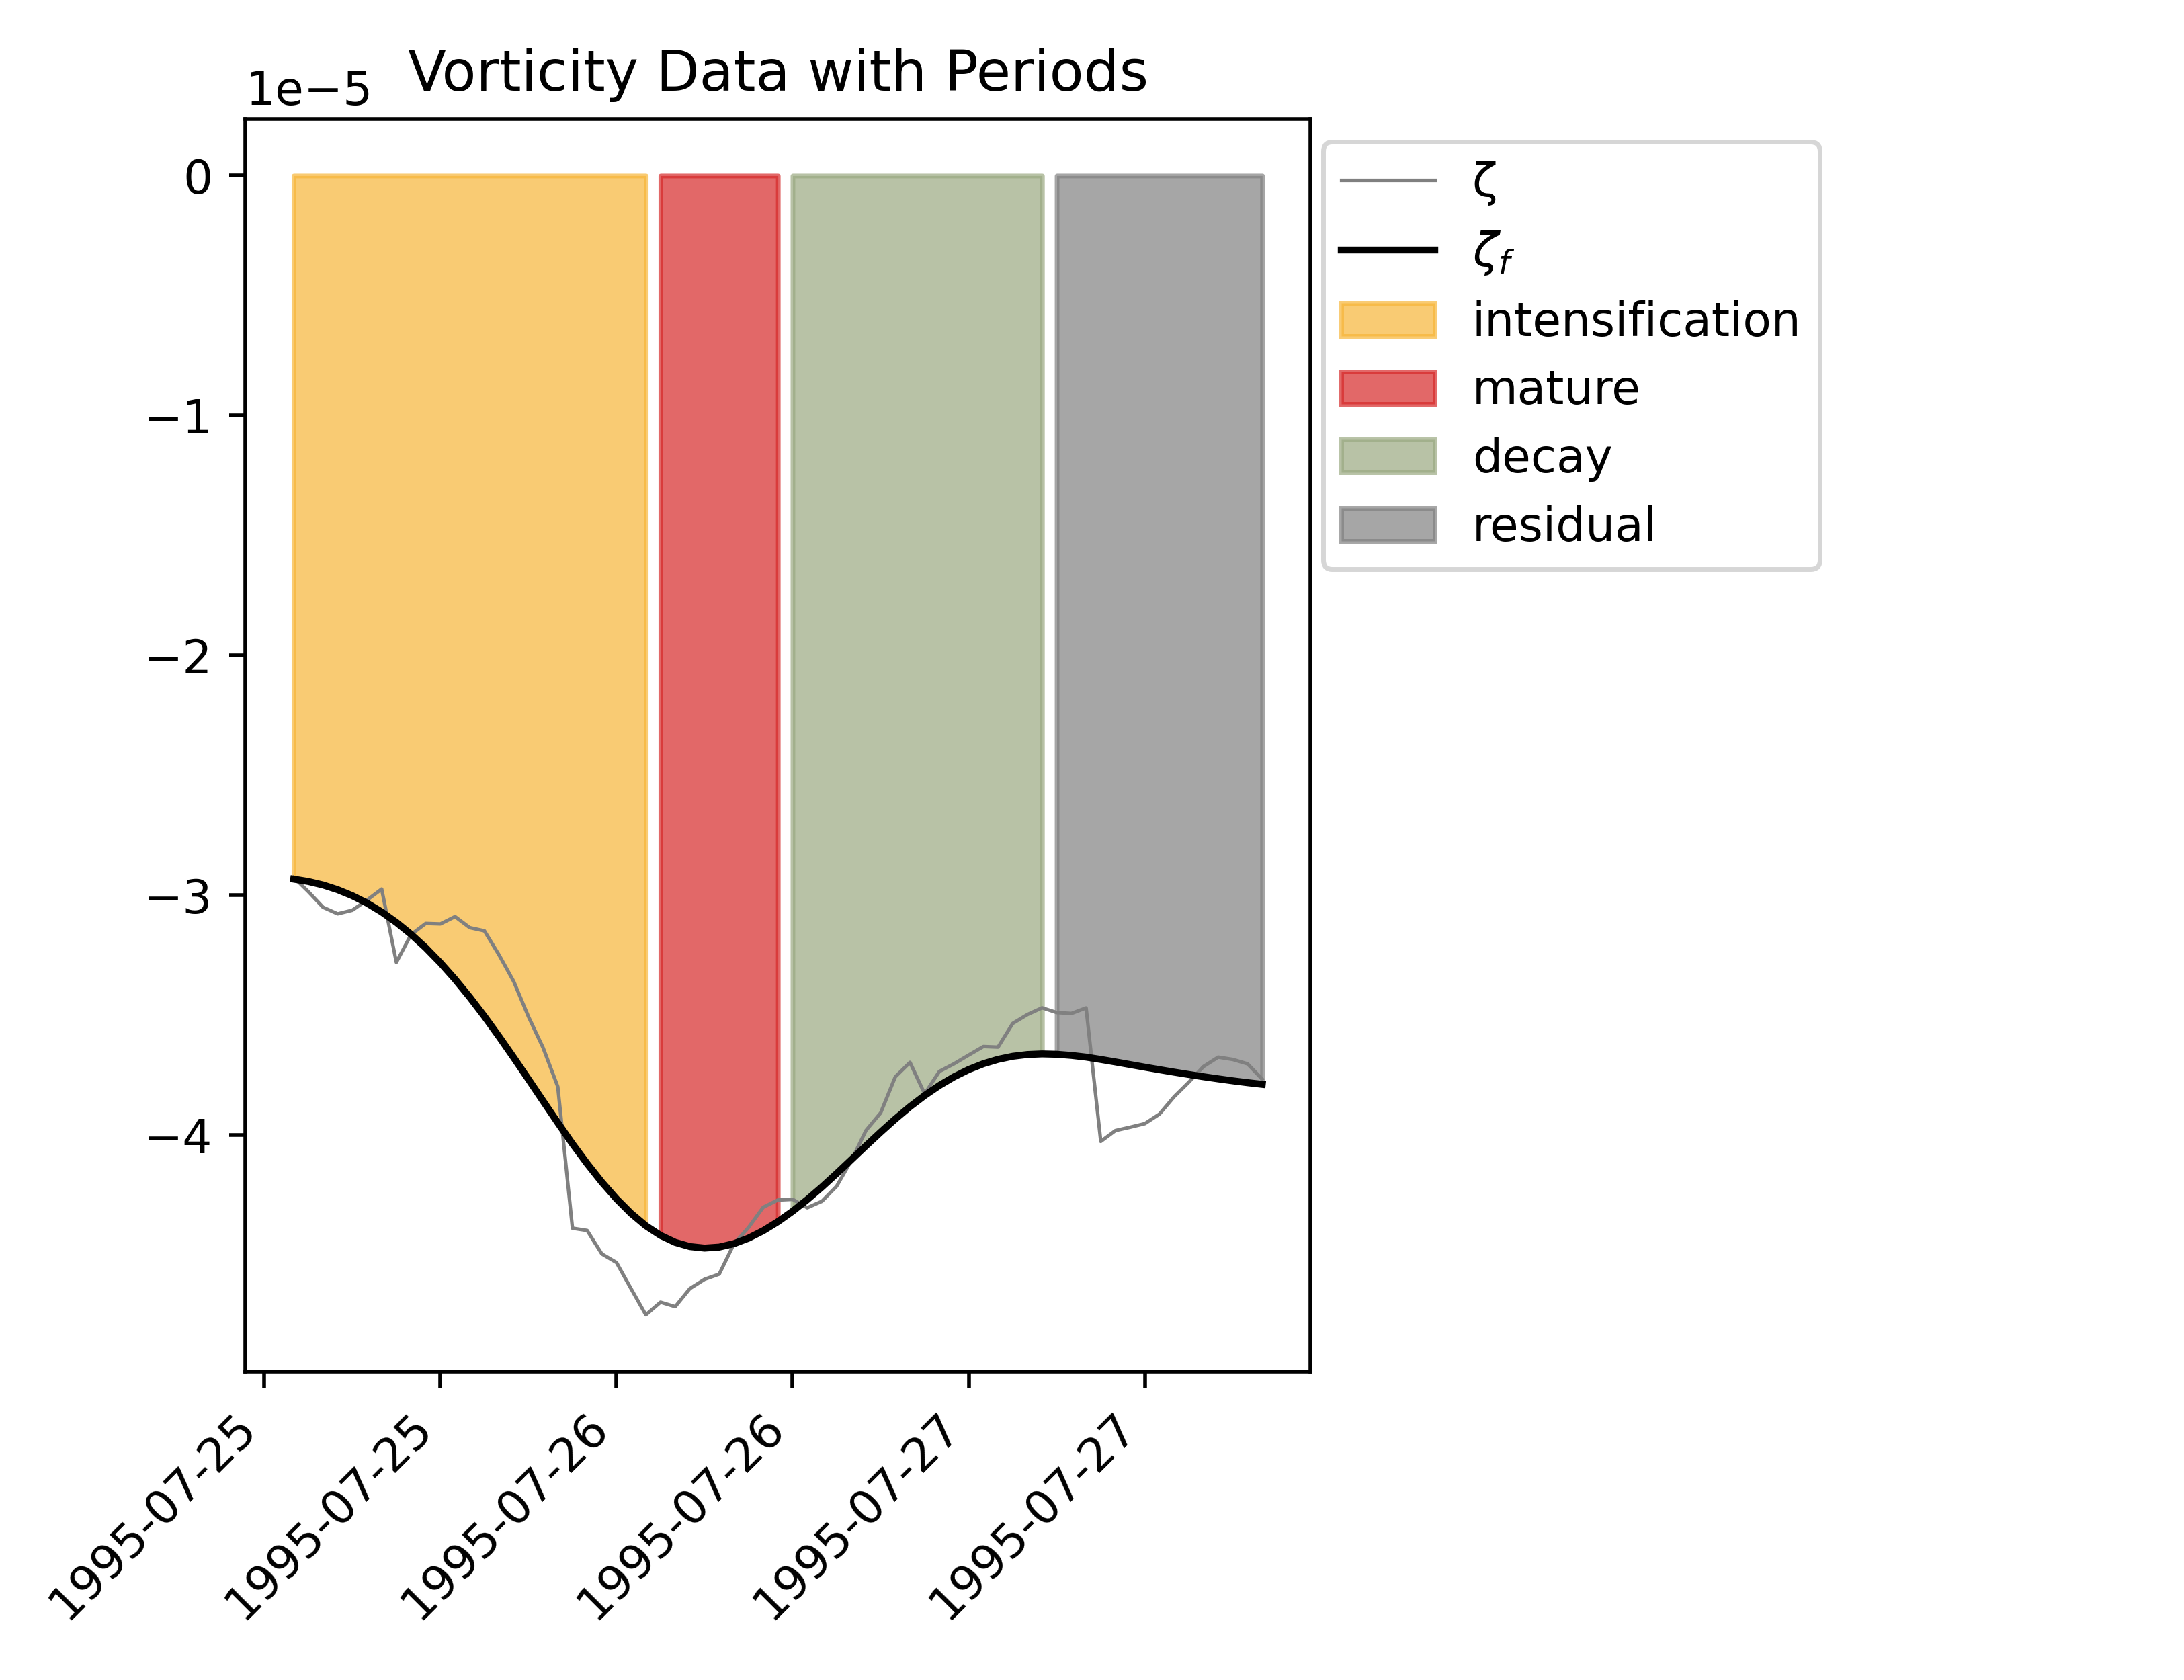 Vorticity Data with Periods
1e−5
0
−1
−2
−3
−4
1995-07-25
1995-07-25
1995-07-26
1995-07-26
1995-07-27
1995-07-27
ζ
ζf
intensification
mature
decay
residual